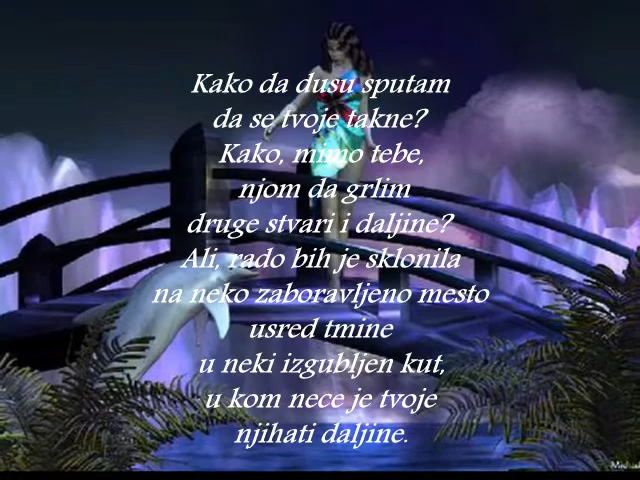 Kako da dusu sputam
da se tvoje takne?
Kako, mimo tebe,
njom da grlim
druge stvari i daljine?
Ali, rado bih je sklonila
na neko zaboravljeno mesto
usred tmine
u neki izgubljen kut,
u kom nece je tvoje
njihati daljine.